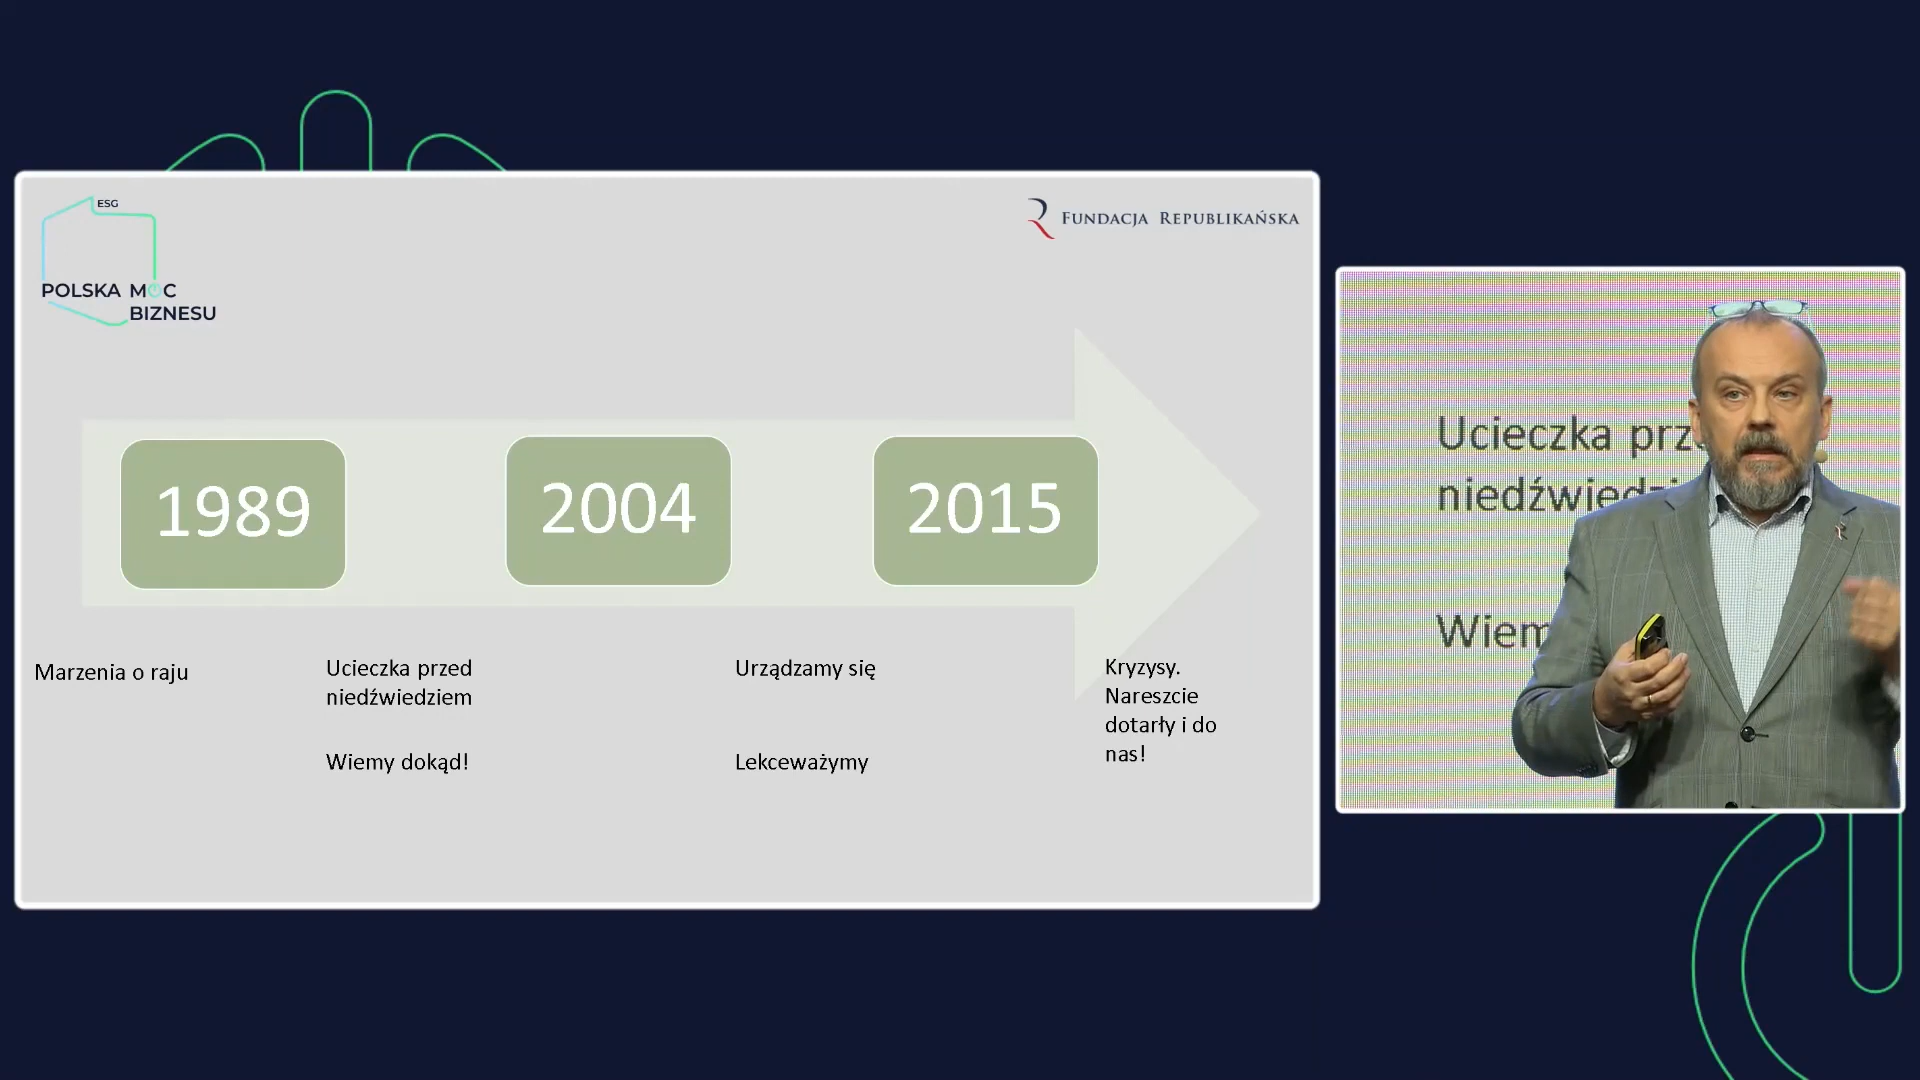 ESG
POLSKA MOC
BIZNESU
FUNDACJA REPUBLIKAŃSKA
1989
2004
2015
Marzenia o raju
Ucieczka przed
niedźwiedziem
Wiemy dokąd!
Urządzamy się
Lekceważymy
Kryzysy.
Nareszcie
dotarły i do
nas!
Ucieczka prz
niedźwiedzi
Wiem